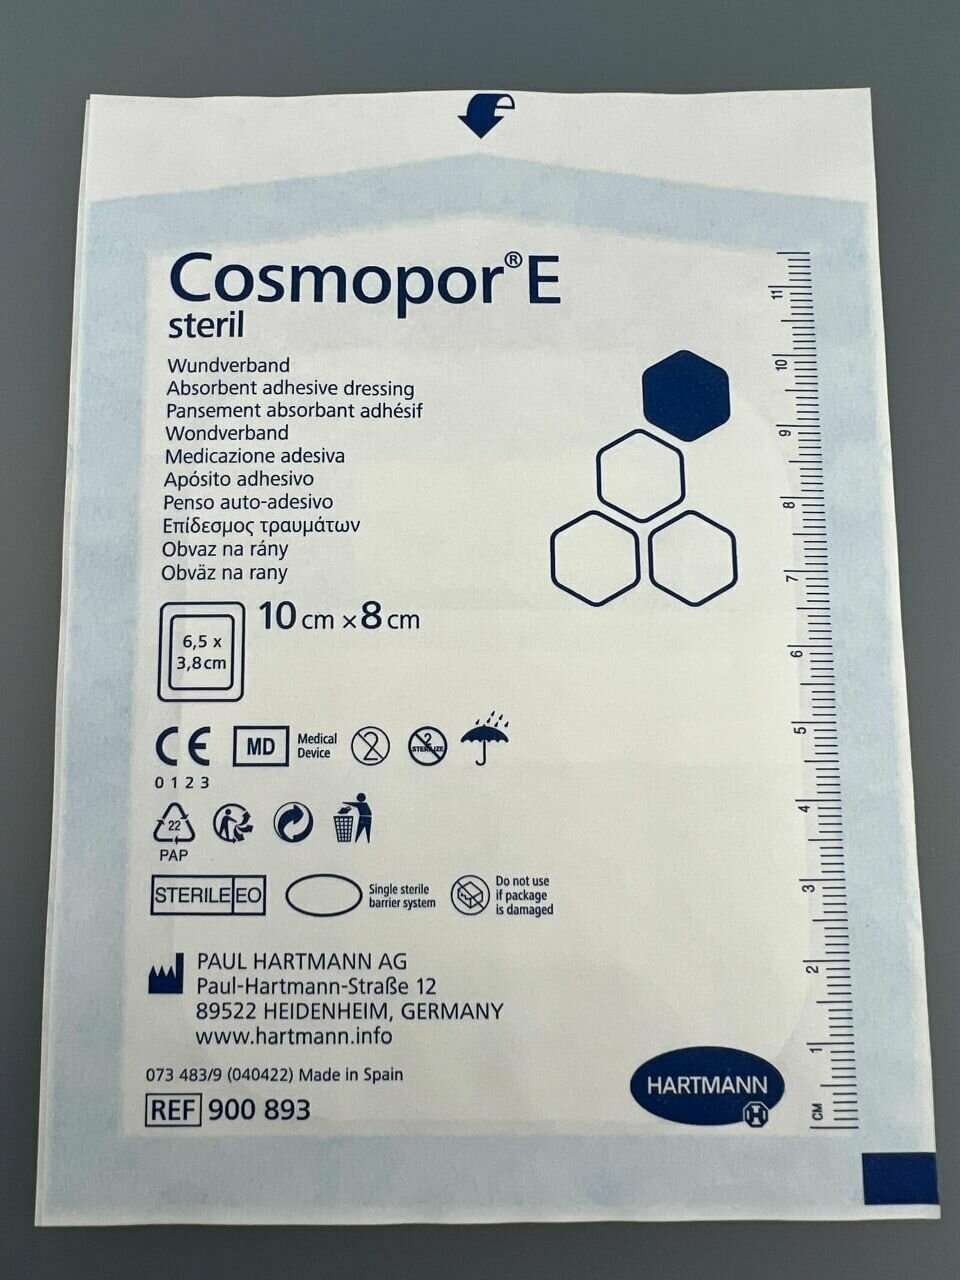 Cosmopor® E
steril
Wundverband
Absorbent adhesive dressing
Pansement absorbant adhésif
Wondverband
Medicazione adesiva
Apósito adhesivo
Penso auto-adesivo
Επίδεσμος τραυμάτων
Obvaz na rány
Obväz na rany
10 cm x 8 cm
6,5 x
3,8 cm
CE
0123
MD
Medical
Device
2
2
STERILIZE
22
PAP
STERILE EO
Single sterile
barrier system
Do not use
if package
is damaged
PAUL HARTMANN AG
Paul-Hartmann-Straße 12
89522 HEIDENHEIM, GERMANY
www.hartmann.info
073 483/9 (040422) Made in Spain
REF 900 893
HARTMANN
H
11
10
9
8
7
6
5
4
3
2
1
CM